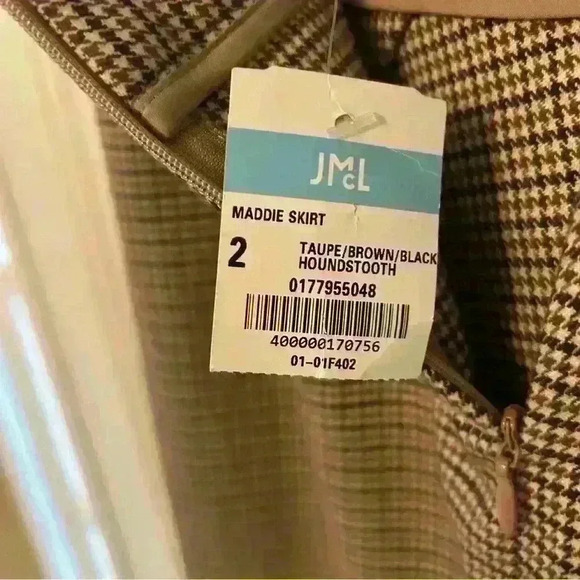 JMcL
MADDIE SKIRT
2 TAUPE/BROWN/BLACK
HOUNDSTOOTH
0177955048
400000170756
01-01F402